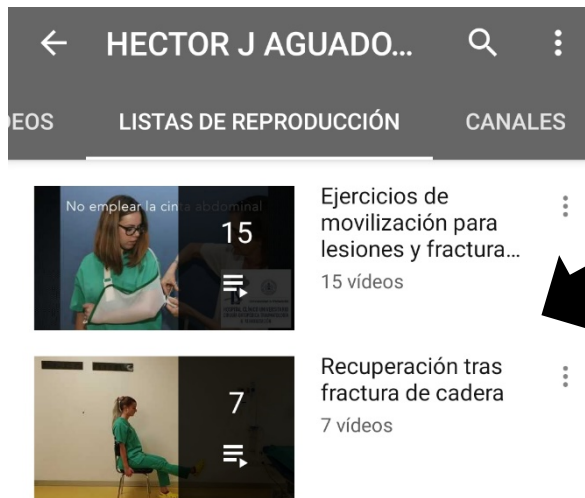 HECTOR J AGUADO...
DEOS LISTAS DE REPRODUCCIÓN CANALES
No emplear la cinta abdominal
15
Ejercicios de
movilización para
lesiones y fractura...
15 vídeos
7
Recuperación tras
fractura de cadera
7 vídeos